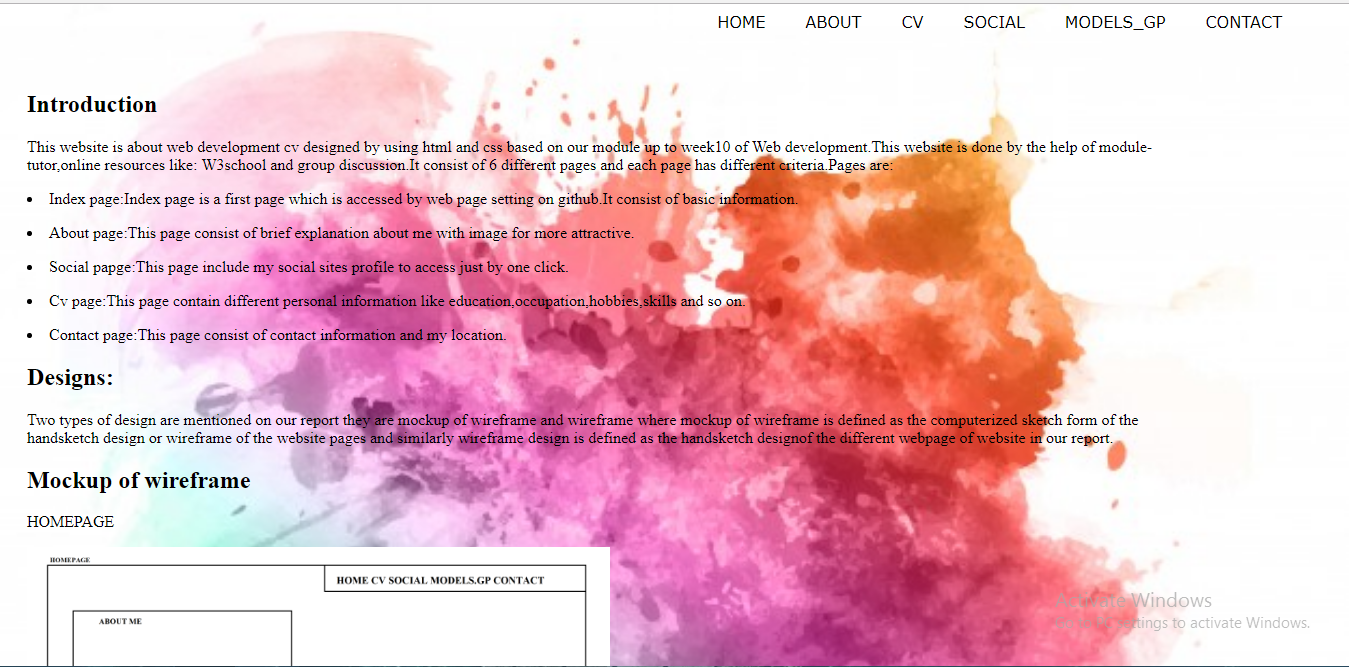 HOME ABOUT CV SOCIAL MODELS_GP CONTACT
Introduction
This website is about web development cv designed by using html and css based on our module up to week10 of Web development.This website is done by the help of module-
tutor,online resources like: W3school and group discussion.It consist of 6 different pages and each page has different criteria.Pages are:
• Index page:Index page is a first page which is accessed by web page setting on github.It consist of basic information.
• About page:This page consist of brief explanation about me with image for more attractive.
• Social papge:This page include my social sites profile to access just by one click.
• Cv page:This page contain different personal information like education,occupation,hobbies,skills and so on.
• Contact page:This page consist of contact information and my location.
Designs:
Two types of design are mentioned on our report they are mockup of wireframe and wireframe where mockup of wireframe is defined as the computerized sketch form of the
handsketch design or wireframe of the website pages and similarly wireframe design is defined as the handsketch designof the different webpage of website in our report.
Mockup of wireframe
HOMEPAGE
HOMEPAGE
HOME CV SOCIAL MODELS.GP CONTACT
ABOUT ME
Activate Windows
settings to activate Windows.